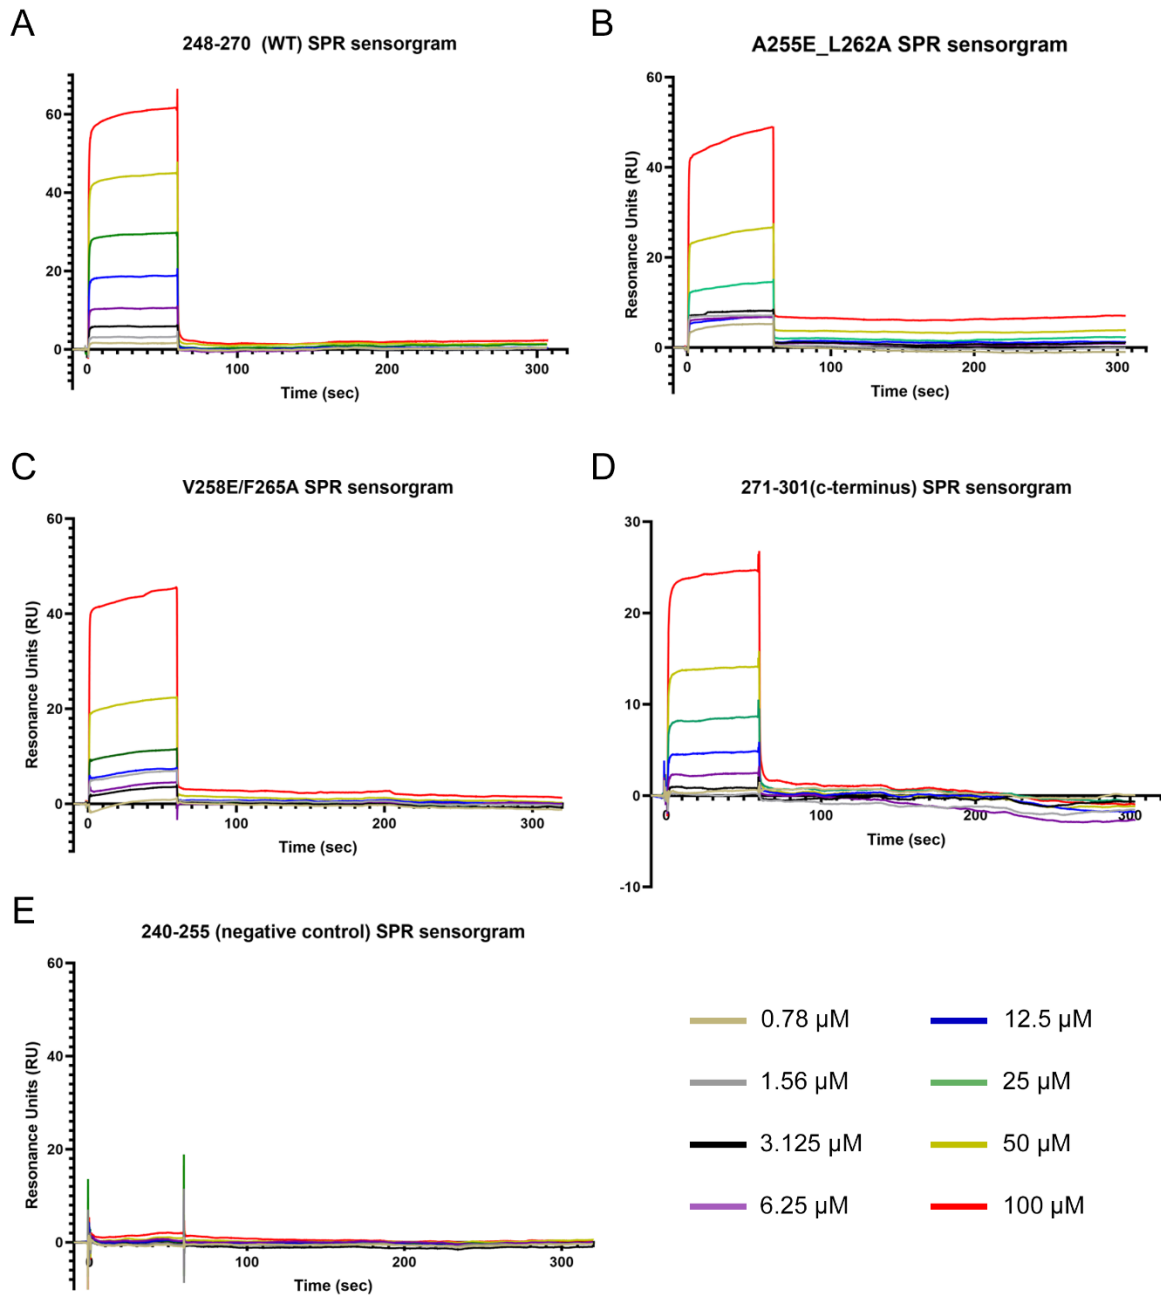 A
248-270 (WT) SPR sensorgram
60
40
20
0
0
100
200
300
Time (sec)
B
A255E_L262A SPR sensorgram
60
40
20
0
Resonance Units (RU)
0
100
200
300
Time (sec)
C
V258E/F265A SPR sensorgram
60
40
20
0
Resonance Units (RU)
0
100
200
300
Time (sec)
D
271-301(c-terminus) SPR sensorgram
30
20
10
0
-10
Resonance Units (RU)
100
200
300
Time (sec)
E
240-255 (negative control) SPR sensorgram
60
40
20
0
Resonance Units (RU)
0
100
200
300
Time (sec)
0.78 µM
12.5 µM
1.56 µM
25 µM
3.125 µM
50 µM
6.25 µM
100 µM